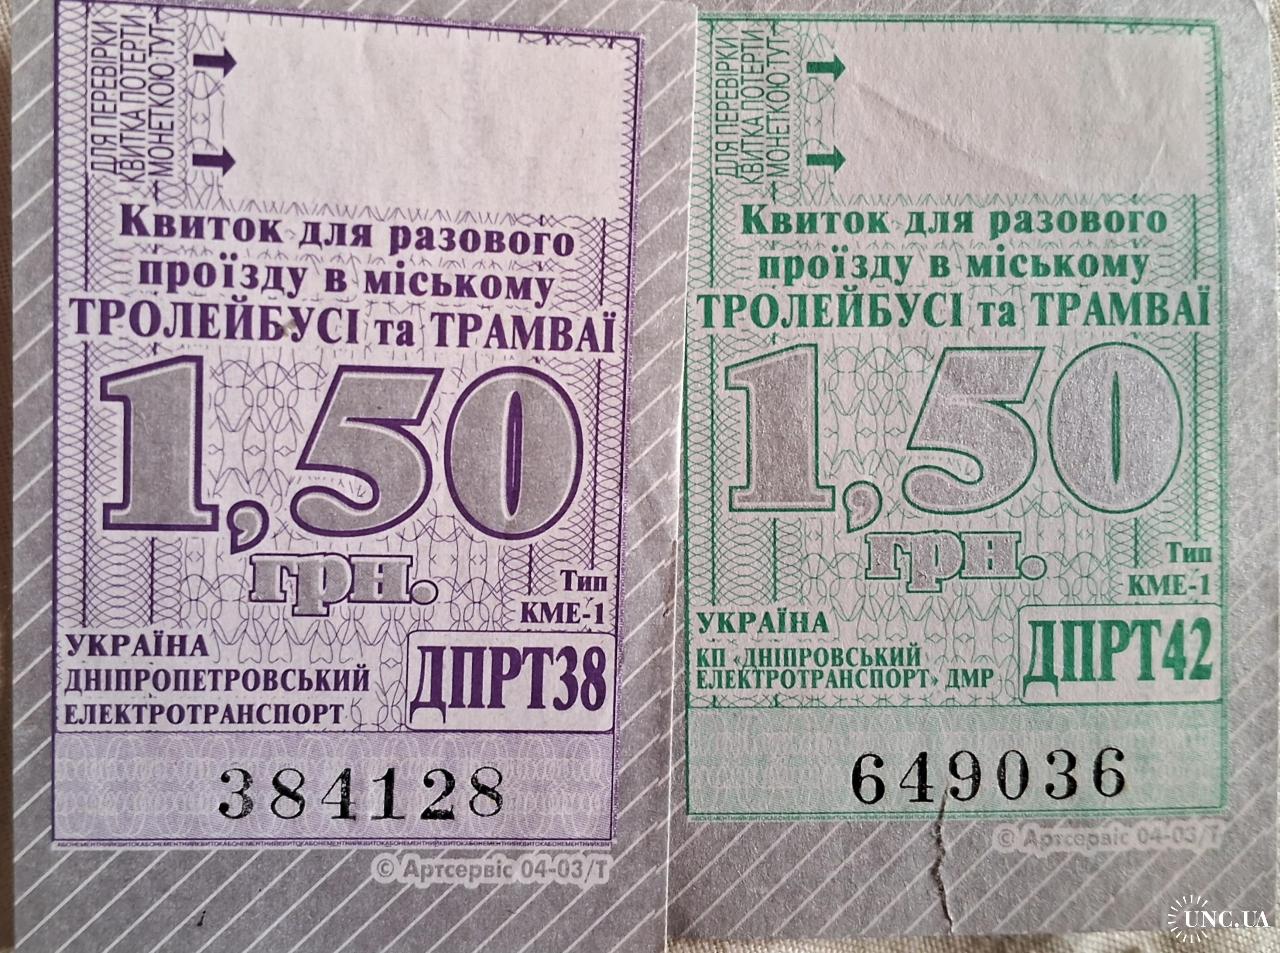 ДЛЯ ПЕРЕВІРКИ
КВИТКА ПОТЕРТИ
МОНЕТКОЮ ТУТ
Квиток для разового
проїзду в міському
ТРОЛЕЙБУСІ та ТРАМВАЇ
1,50
грн.
Тип
КМЕ-1
УКРАЇНА
ДНІПРОПЕТРОВСЬКИЙ
ЕЛЕКТРОТРАНСПОРТ
ДПРТ38
384128
© Артсервіс 04-03/Т
ДЛЯ ПЕРЕВІРКИ
КВИТКА ПОТЕРТИ
МОНЕТКОЮ ТУТ
Квиток для разового
проїзду в міському
ТРОЛЕЙБУСІ та ТРАМВАЇ
1,50
грн.
Тип
КМЕ-1
УКРАЇНА
КП «ДНІПРОВСЬКИЙ
ЕЛЕКТРОТРАНСПОРТ» ДМР
ДПРТ42
649036
© Артсервіс 04-03/Т
UNC.UA